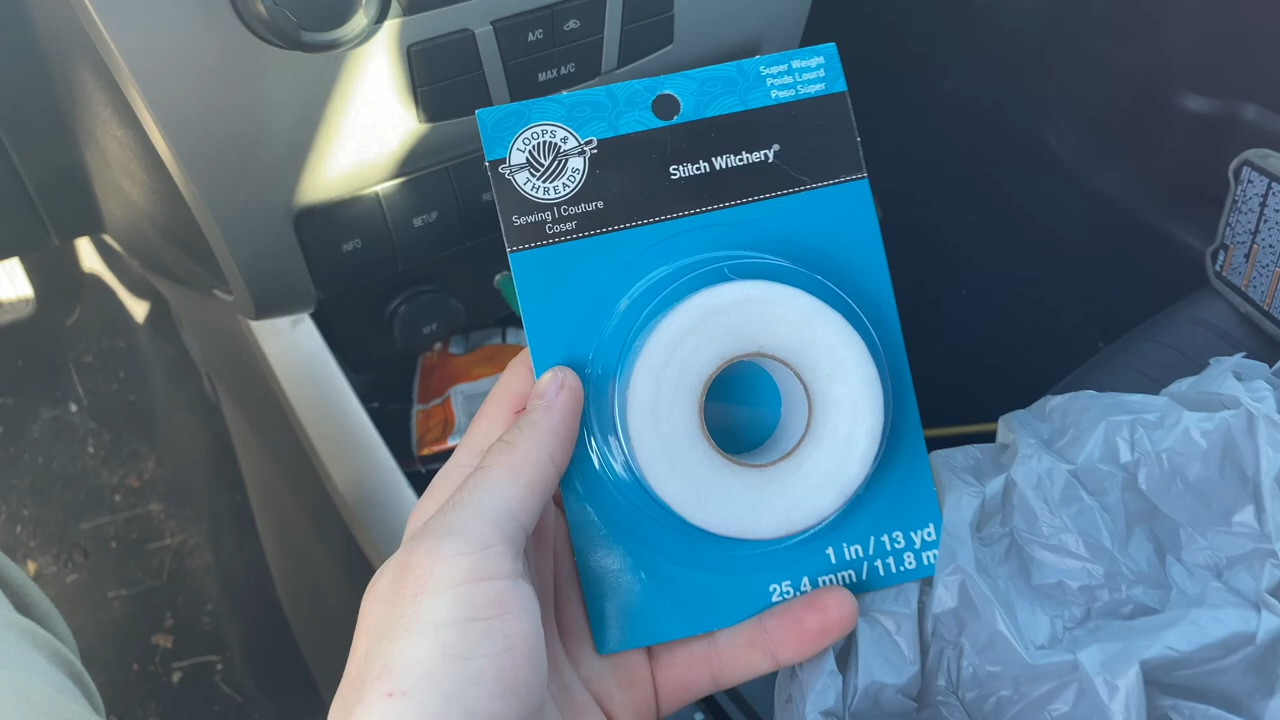 A/C
MAX A/C
INFO
SETUP
Super Weight
Poids Lourd
Peso Súper
LOOPS &
THREADS
™
Stitch Witchery®
Sewing | Couture
Coser
1 in / 13 yd
25.4 mm / 11.8 m